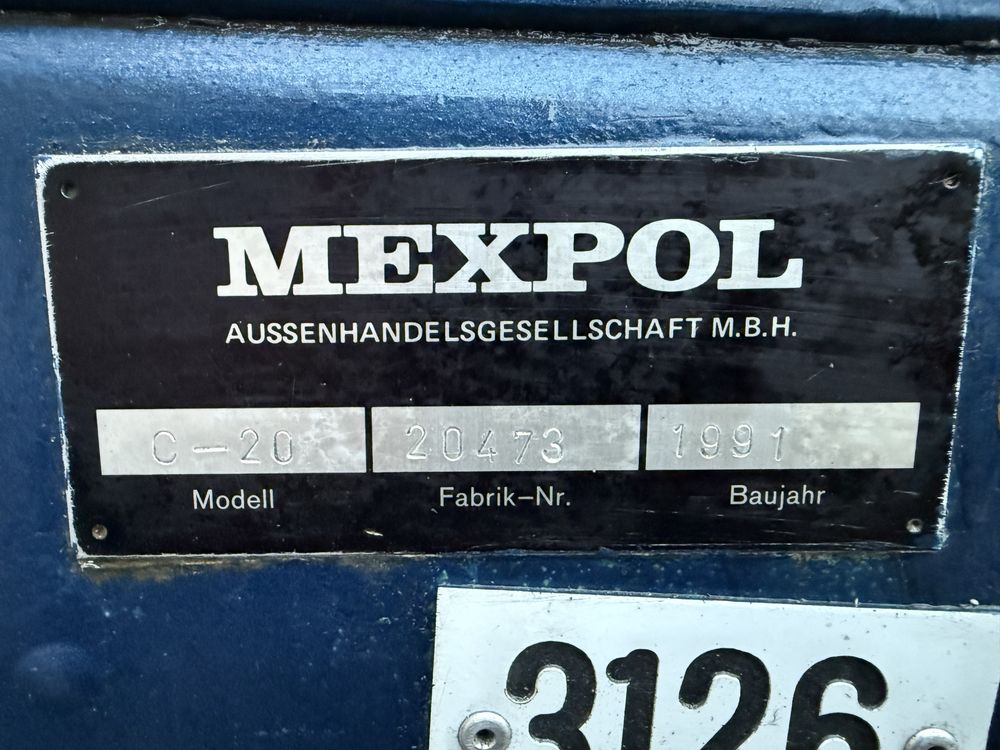 MEXPOL
AUSSENHANDELSGESELLSCHAFT M.B.H.
C-20 20473 1991
Modell Fabrik-Nr. Baujahr
3126